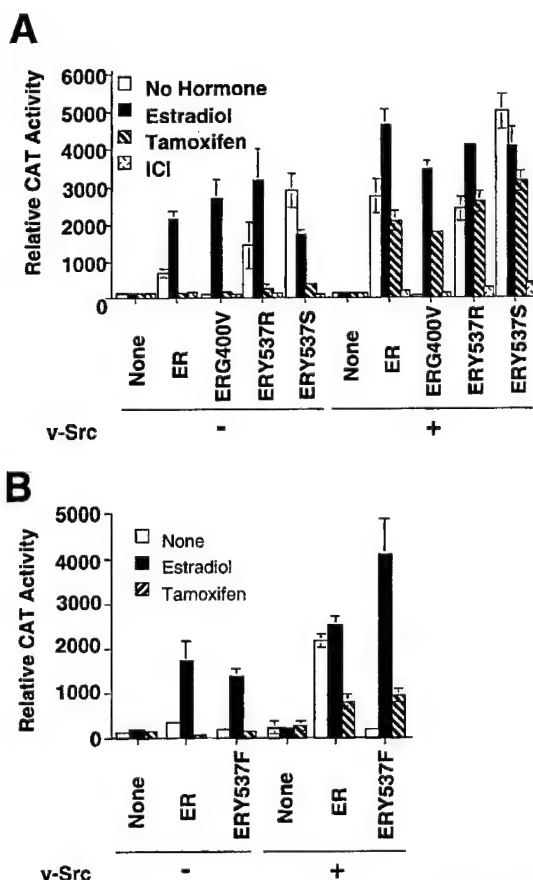 A
Relative CAT Activity
6000
5000
4000
3000
2000
1000
0
No Hormone
Estradiol
Tamoxifen
ICI
None
ER
ERG400V
ERY537R
ERY537S
None
ER
ERG400V
ERY537R
ERY537S
v-Src
-
+
B
Relative CAT Activity
5000
4000
3000
2000
1000
0
None
Estradiol
Tamoxifen
None
ER
ERY537F
None
ER
ERY537F
v-Src
-
+